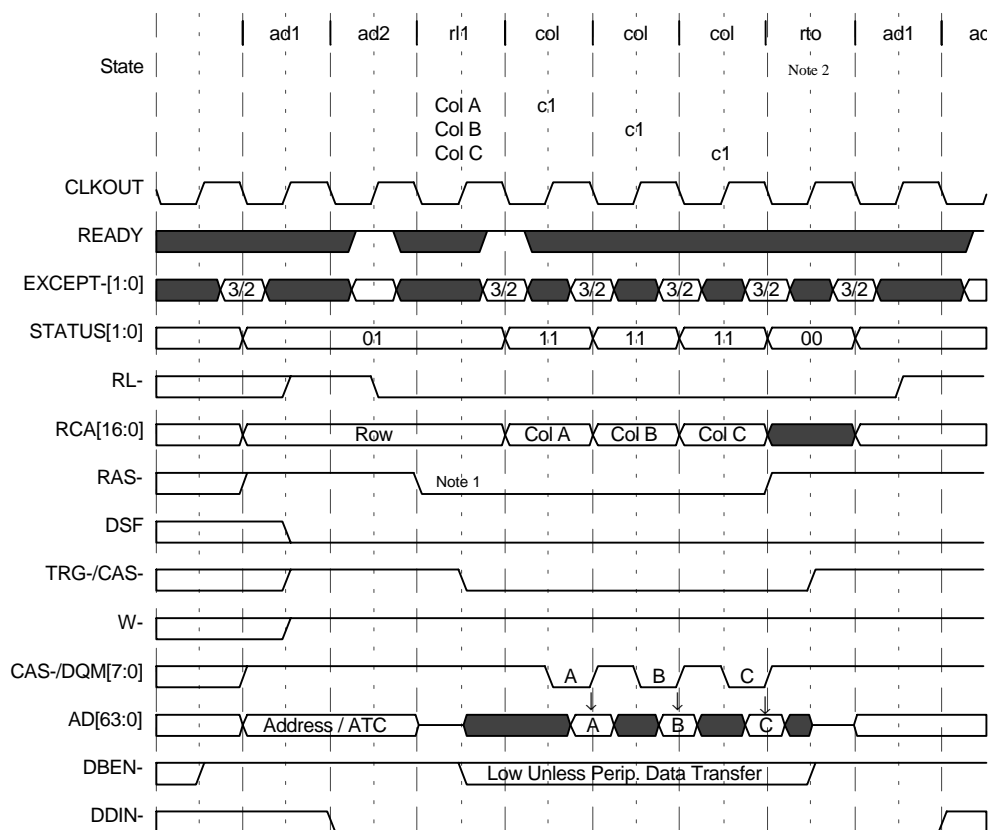 ad1 ad2 rl1 col col col rto ad1 ad
State Note 2
Col A c1
Col B c1
Col C c1
CLKOUT
READY
EXCEPT-[1:0] 3/2 3/2 3/2 3/2 3/2 3/2
STATUS[1:0] 01 11 11 11 00
RL-
RCA[16:0] Row Col A Col B Col C
RAS- Note 1
DSF
TRG-/CAS-
W-
CAS-/DQM[7:0] A B C
AD[63:0] Address / ATC A B C
DBEN- Low Unless Perip. Data Transfer
DDIN-